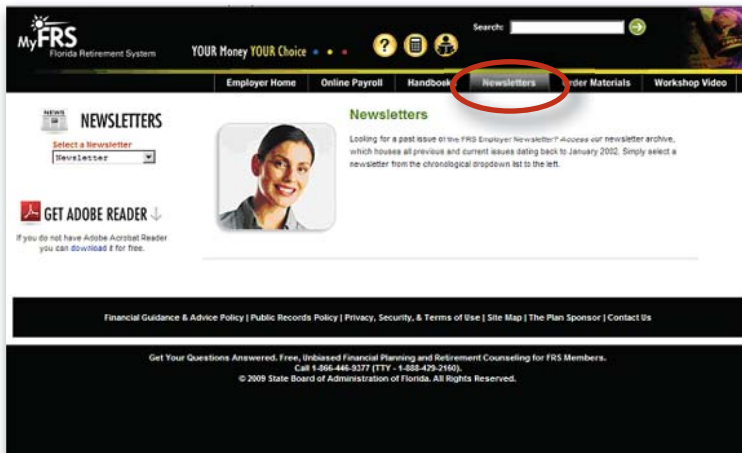 MyFRS
Florida Retirement System
YOUR Money YOUR Choice
?
Search:
Employer Home Online Payroll Handbooks Newsletters Order Materials Workshop Video
NEWS
NEWSLETTERS
Select a Newsletter
Newsletter
GET ADOBE READER
If you do not have Adobe Acrobat Reader
you can download it for free.
Newsletters
Looking for a past issue of the FRS Employer Newsletter? Access our newsletter archive,
which houses all previous and current issues dating back to January 2002. Simply select a
newsletter from the chronological dropdown list to the left.
Financial Guidance & Advice Policy | Public Records Policy | Privacy, Security, & Terms of Use | Site Map | The Plan Sponsor | Contact Us
Get Your Questions Answered. Free, Unbiased Financial Planning and Retirement Counseling for FRS Members.
Call 1-866-446-9377 (TTY - 1-888-429-2160).
© 2009 State Board of Administration of Florida. All Rights Reserved.